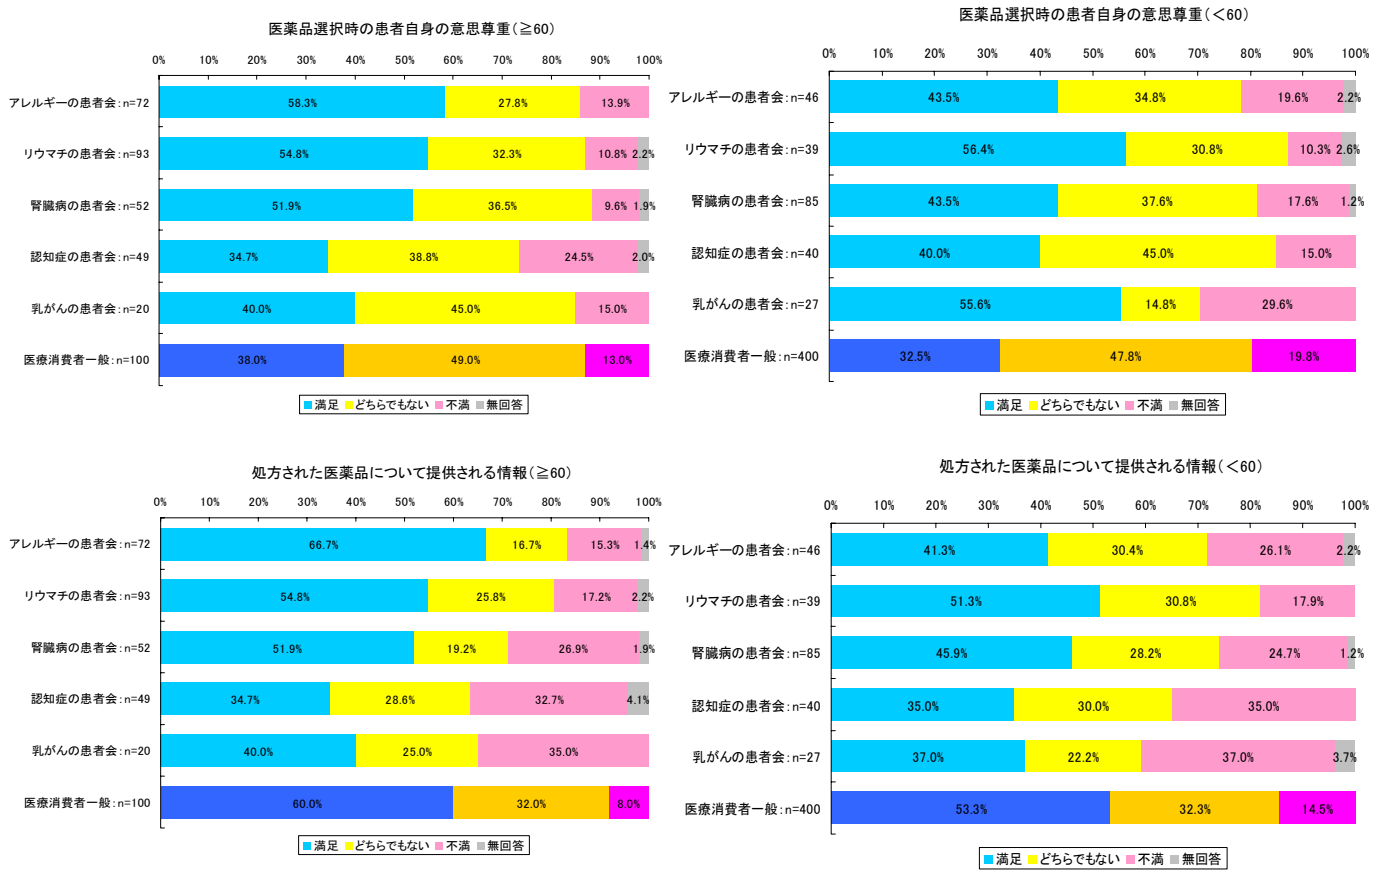 医薬品選択時の患者自身の意思尊重(≧60)
0% 10% 20% 30% 40% 50% 60% 70% 80% 90% 100%
アレルギーの患者会:n=72 58.3% 27.8% 13.9%
リウマチの患者会:n=93 54.8% 32.3% 10.8% 2.2%
腎臓病の患者会:n=52 51.9% 36.5% 9.6% 1.9%
認知症の患者会:n=49 34.7% 38.8% 24.5% 2.0%
乳がんの患者会:n=20 40.0% 45.0% 15.0%
医療消費者一般:n=100 38.0% 49.0% 13.0%
満足 どちらでもない 不満 無回答
医薬品選択時の患者自身の意思尊重(<60)
0% 10% 20% 30% 40% 50% 60% 70% 80% 90% 100%
アレルギーの患者会:n=46 43.5% 34.8% 19.6% 2.2%
リウマチの患者会:n=39 56.4% 30.8% 10.3% 2.6%
腎臓病の患者会:n=85 43.5% 37.6% 17.6% 1.2%
認知症の患者会:n=40 40.0% 45.0% 15.0%
乳がんの患者会:n=27 55.6% 14.8% 29.6%
医療消費者一般:n=400 32.5% 47.8% 19.8%
満足 どちらでもない 不満 無回答
処方された医薬品について提供される情報(≧60)
0% 10% 20% 30% 40% 50% 60% 70% 80% 90% 100%
アレルギーの患者会:n=72 66.7% 16.7% 15.3% 1.4%
リウマチの患者会:n=93 54.8% 25.8% 17.2% 2.2%
腎臓病の患者会:n=52 51.9% 19.2% 26.9% 1.9%
認知症の患者会:n=49 34.7% 28.6% 32.7% 4.1%
乳がんの患者会:n=20 40.0% 25.0% 35.0%
医療消費者一般:n=100 60.0% 32.0% 8.0%
満足 どちらでもない 不満 無回答
処方された医薬品について提供される情報(<60)
0% 10% 20% 30% 40% 50% 60% 70% 80% 90% 100%
アレルギーの患者会:n=46 41.3% 30.4% 26.1% 2.2%
リウマチの患者会:n=39 51.3% 30.8% 17.9%
腎臓病の患者会:n=85 45.9% 28.2% 24.7% 1.2%
認知症の患者会:n=40 35.0% 30.0% 35.0%
乳がんの患者会:n=27 37.0% 22.2% 37.0% 3.7%
医療消費者一般:n=400 53.3% 32.3% 14.5%
満足 どちらでもない 不満 無回答